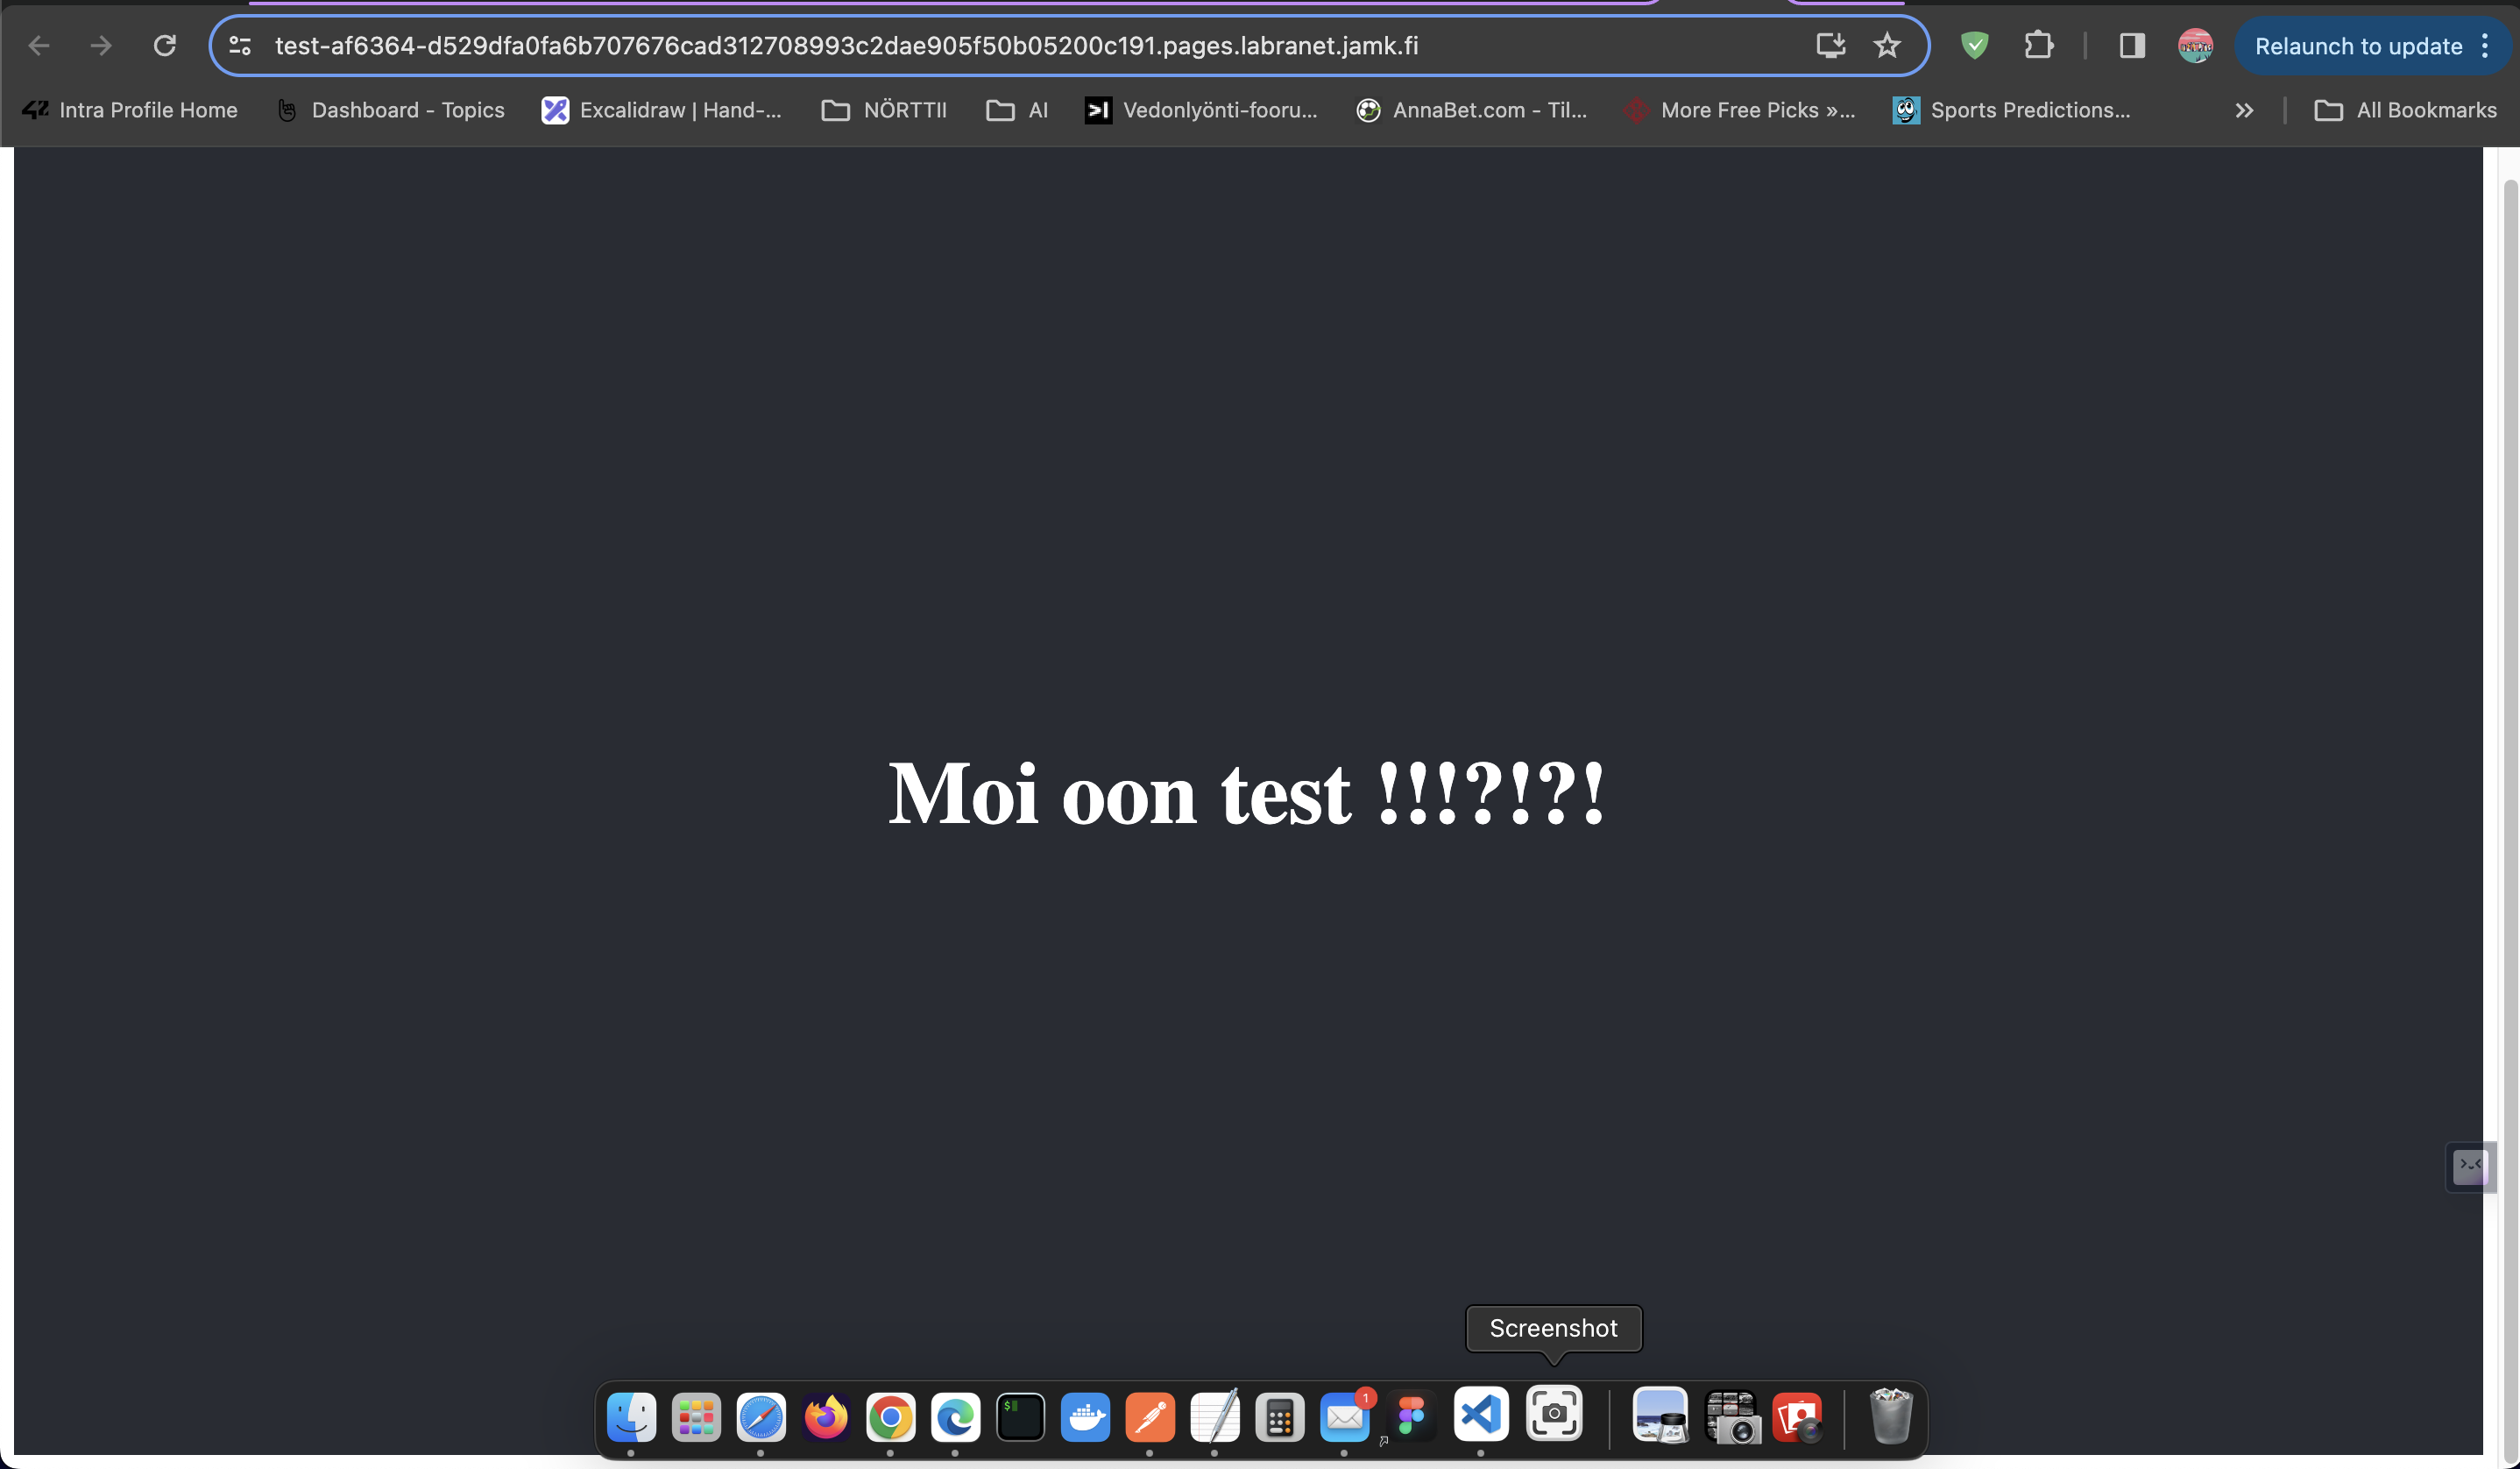 test-af6364-d529dfa0fa6b707676cad312708993c2dae905f50b05200c191.pages.labranet.jamk.fi
Relaunch to update
Intra Profile Home
Dashboard - Topics
Excalidraw | Hand-...
NÖRTTII
AI
Vedonlyönti-fooru...
AnnaBet.com - Til...
More Free Picks »...
Sports Predictions...
All Bookmarks
Moi oon test !!!?!?!
Screenshot
1